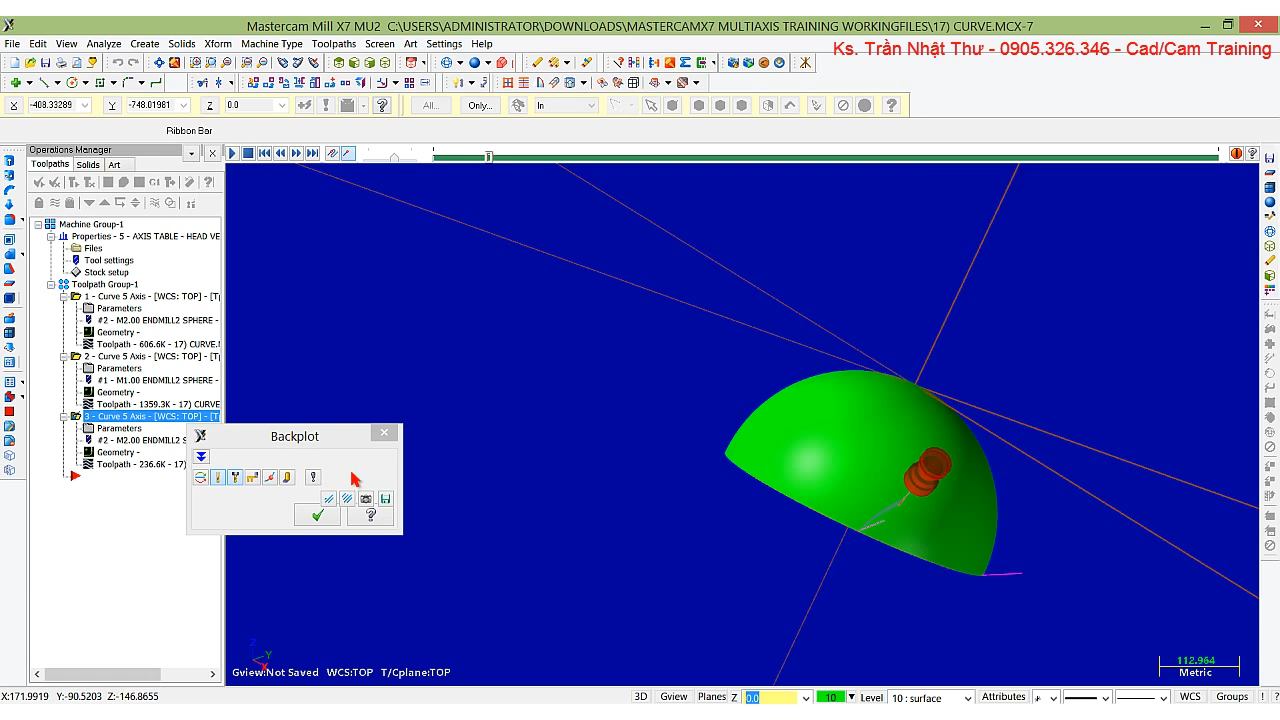 Mastercam Mill X7 MU2 C:\USERS\ADMINISTRATOR\DOWNLOADS\MASTERCAMX7 MULTIAXIS TRAINING WORKINGFILES\17) CURVE.MCX-7
File Edit View Analyze Create Solids Xform Machine Type Toolpaths Screen Art Settings Help
Ks. Trần Nhật Thư - 0905.326.346 - Cad/Cam Training
X -408.33289 Y -748.01981 Z 0.0 All... Only... In
Ribbon Bar
Operations Manager
Toolpaths Solids Art
G1
Machine Group-1
Properties - 5 - AXIS TABLE - HEAD VE
Files
Tool settings
Stock setup
Toolpath Group-1
1 - Curve 5 Axis - [WCS: TOP] - [T
Parameters
#2 - M2.00 ENDMILL2 SPHERE -
Geometry -
Toolpath - 606.6K - 17) CURVE.
2 - Curve 5 Axis - [WCS: TOP] - [T
Parameters
#1 - M1.00 ENDMILL2 SPHERE -
Geometry -
Toolpath - 1359.3K - 17) CURVE
3 - Curve 5 Axis - [WCS: TOP] - [T
Parameters
#2 - M2.00 ENDMILL2 S
Geometry -
Toolpath - 236.6K - 17)
Backplot
Z
Y
X
112.964
Metric
Gview:Not Saved WCS:TOP T/Cplane:TOP
X:171.9919 Y:-90.5203 Z:-146.8655 3D Gview Planes Z 0.0 10 Level 10 : surface Attributes WCS Groups ! ?